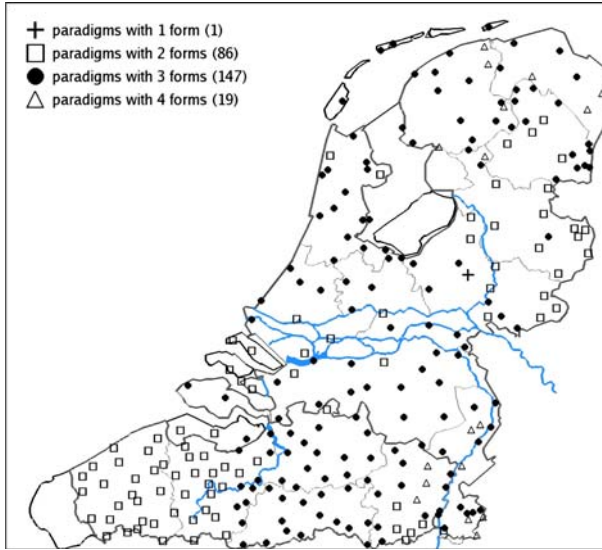 paradigms with 1 form (1)
paradigms with 2 forms (86)
paradigms with 3 forms (147)
paradigms with 4 forms (19)